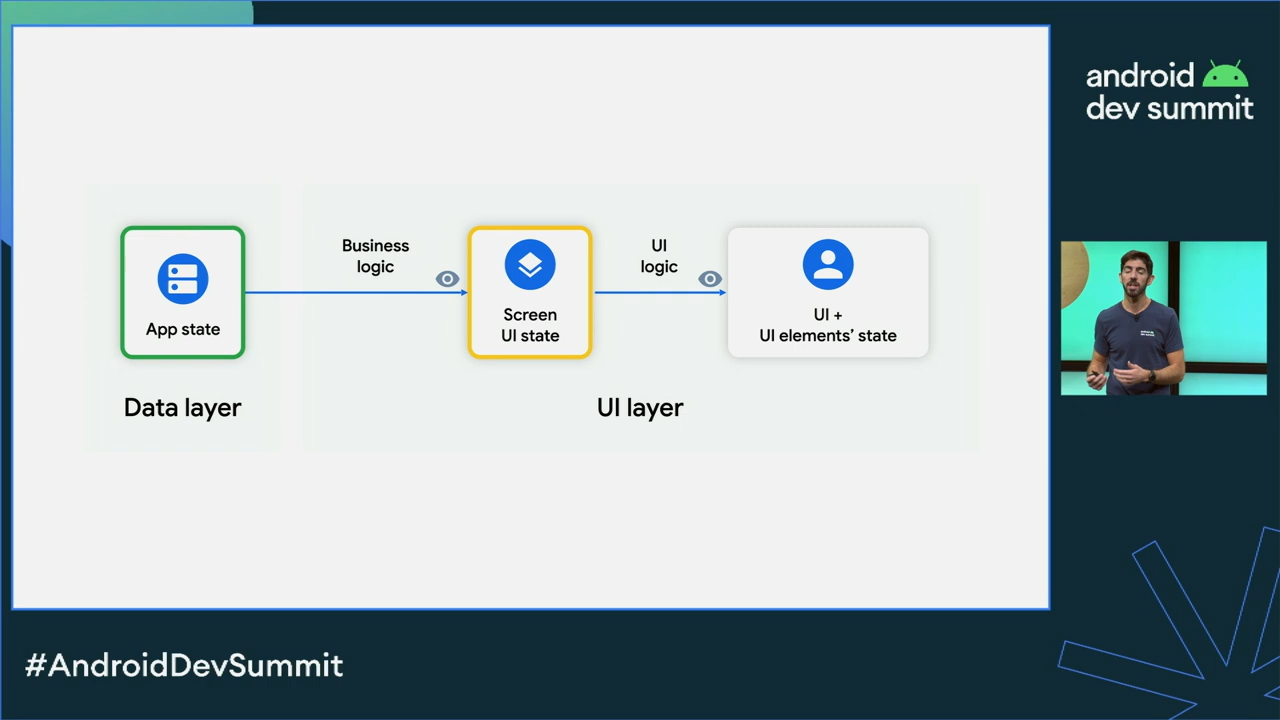 android
dev summit
Business
logic
UI
logic
App state
Screen
UI state
UI +
UI elements' state
Data layer
UI layer
#AndroidDevSummit